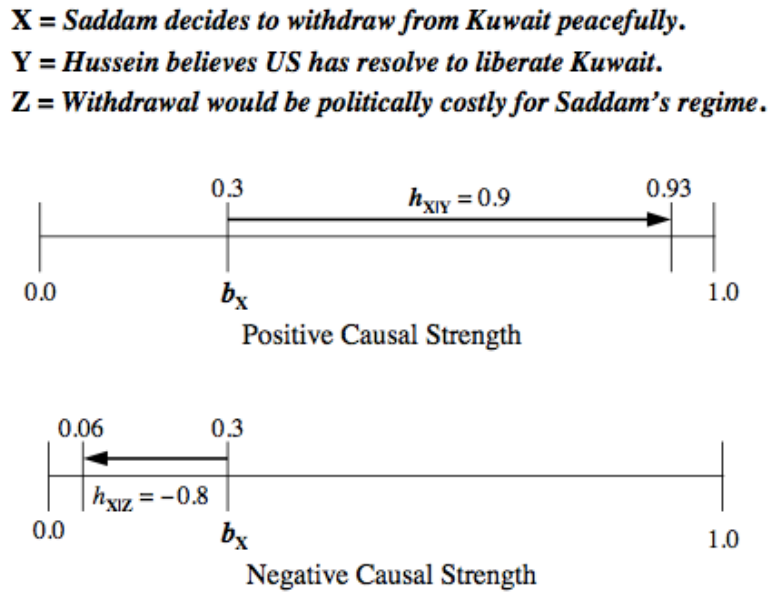 X = Saddam decides to withdraw from Kuwait peacefully.
Y = Hussein believes US has resolve to liberate Kuwait.
Z = Withdrawal would be politically costly for Saddam's regime.
0.3 h_X|Y = 0.9 0.93
0.0 b_X 1.0
Positive Causal Strength
0.06 0.3
h_X|Z = −0.8
0.0 b_X 1.0
Negative Causal Strength